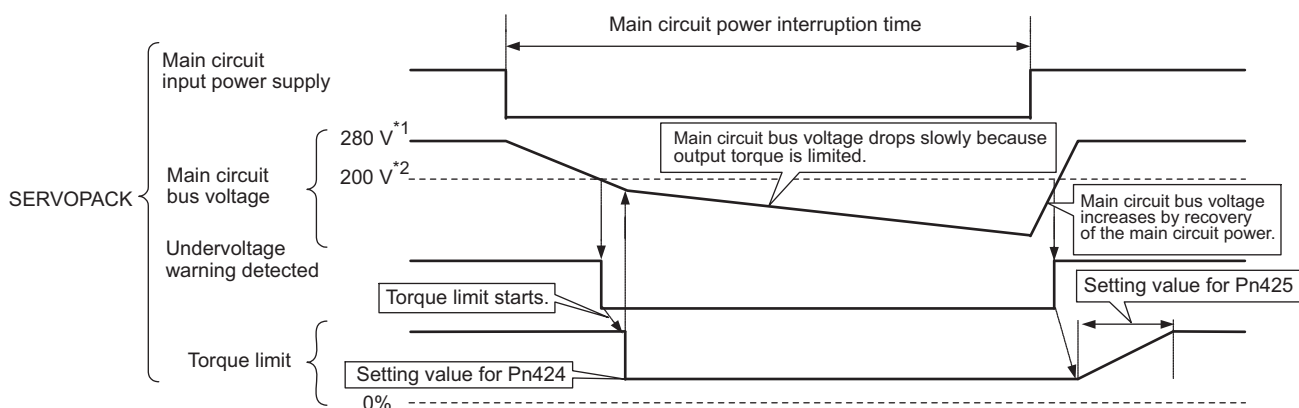 Main circuit power interruption time
Main circuit
input power supply
280 V*1
Main circuit bus voltage drops slowly because
output torque is limited.
200 V*2
Main circuit
bus voltage
SERVOPACK
Main circuit bus voltage
increases by recovery
of the main circuit power.
Undervoltage
warning detected
Torque limit starts.
Setting value for Pn425
Torque limit
Setting value for Pn424
0%